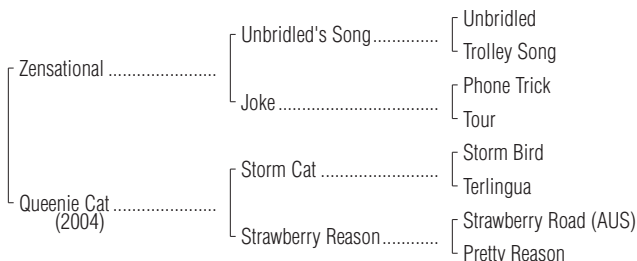 Unbridled
Unbridled's Song
Trolley Song
Zensational
Phone Trick
Joke
Tour
Storm Bird
Storm Cat
Terlingua
Queenie Cat
(2004)
Strawberry Road (AUS)
Strawberry Reason
Pretty Reason